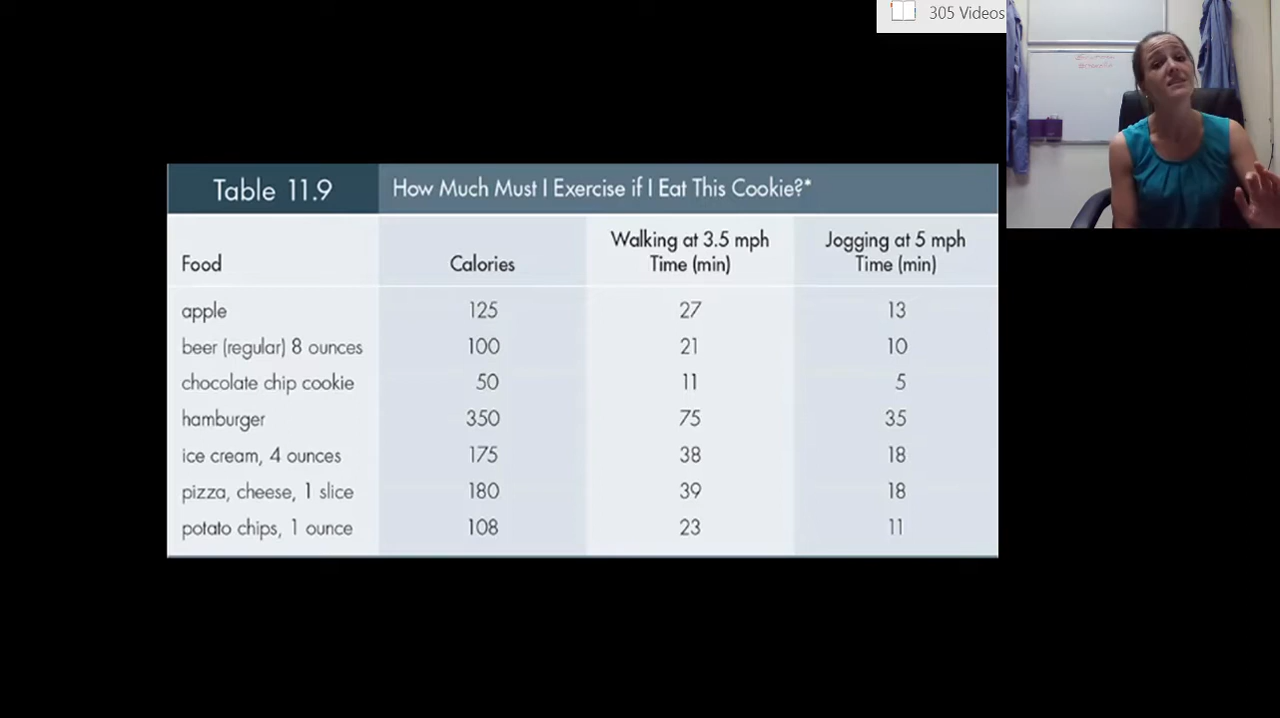 305 Videos
Table 11.9 How Much Must I Exercise if I Eat This Cookie?*
Food Calories Walking at 3.5 mph Time (min) Jogging at 5 mph Time (min)
apple 125 27 13
beer (regular) 8 ounces 100 21 10
chocolate chip cookie 50 11 5
hamburger 350 75 35
ice cream, 4 ounces 175 38 18
pizza, cheese, 1 slice 180 39 18
potato chips, 1 ounce 108 23 11